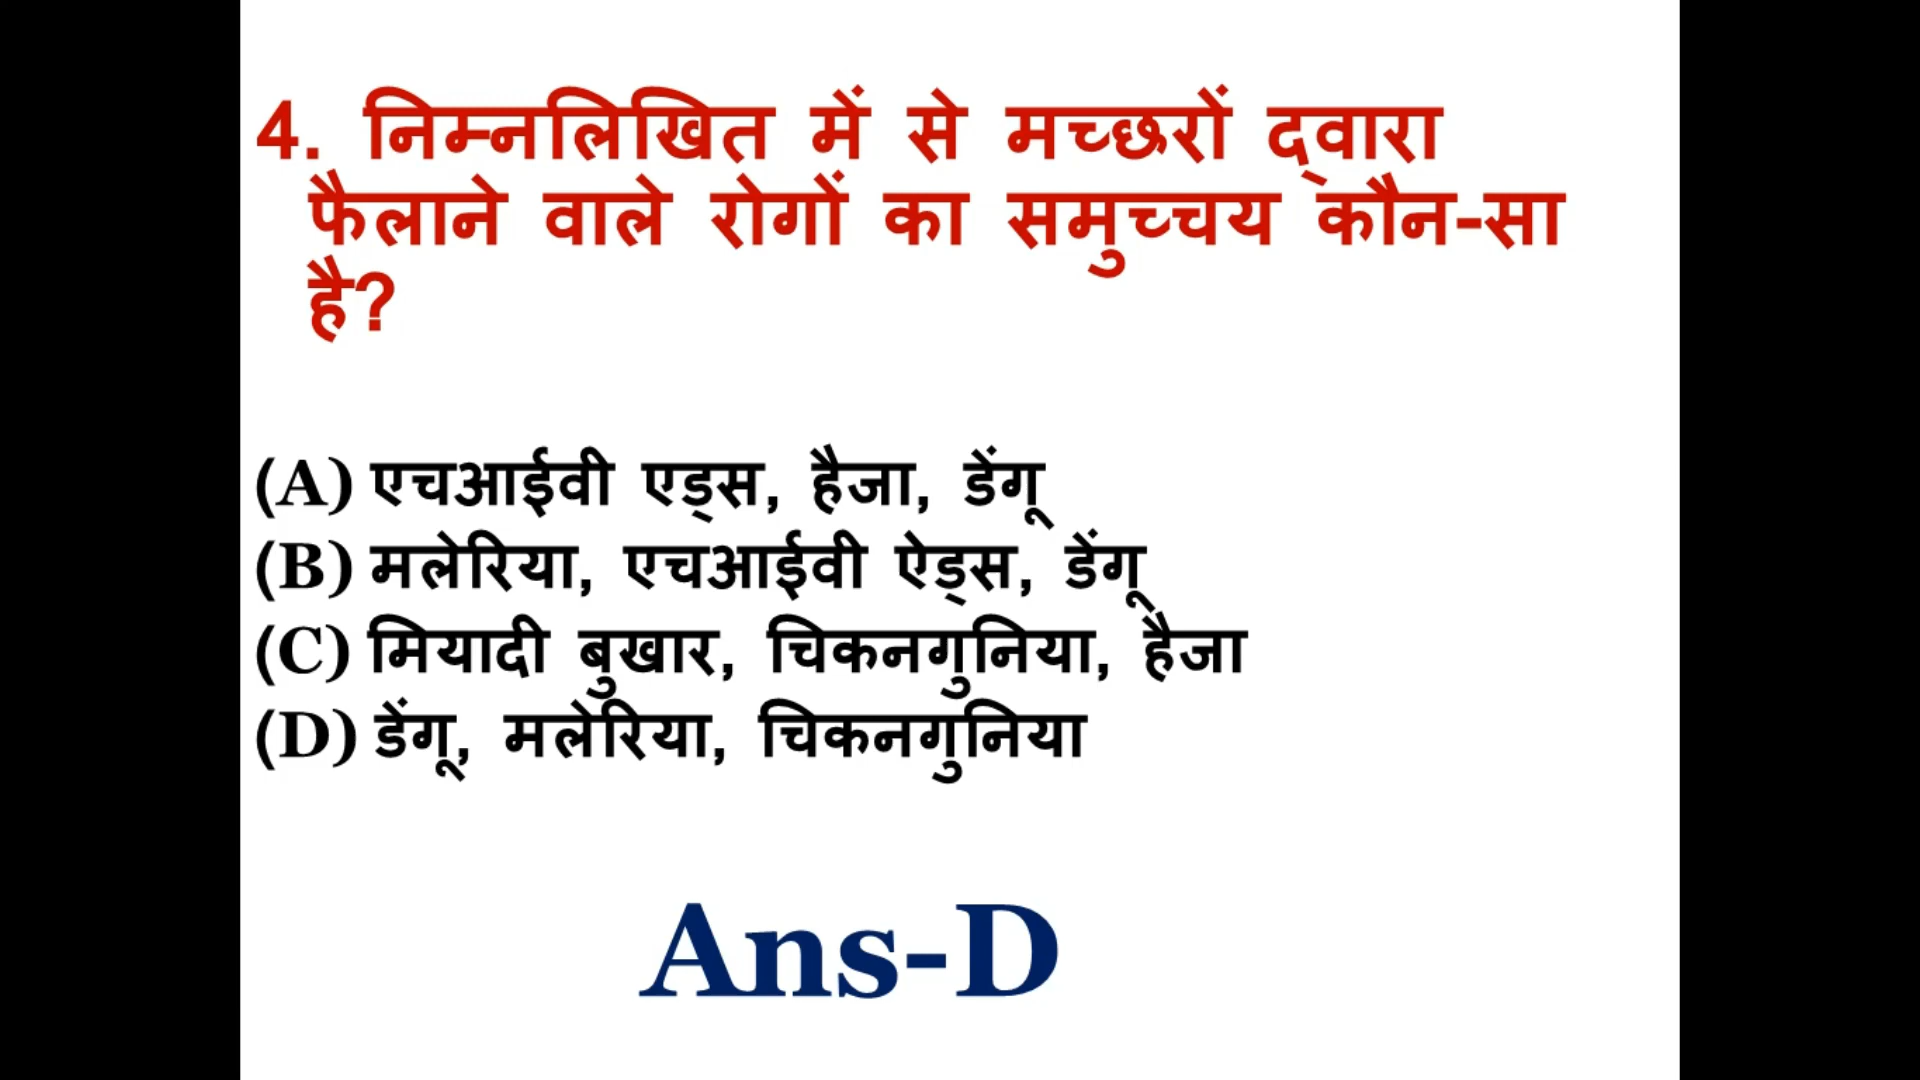 4. निम्नलिखित में से मच्छरों द्वारा
फैलाने वाले रोगों का समुच्चय कौन-सा
है?
(A) एचआईवी एड्स, हैजा, डेंगू
(B) मलेरिया, एचआईवी ऐड्स, डेंगू
(C) मियादी बुखार, चिकनगुनिया, हैजा
(D) डेंगू, मलेरिया, चिकनगुनिया
Ans-D